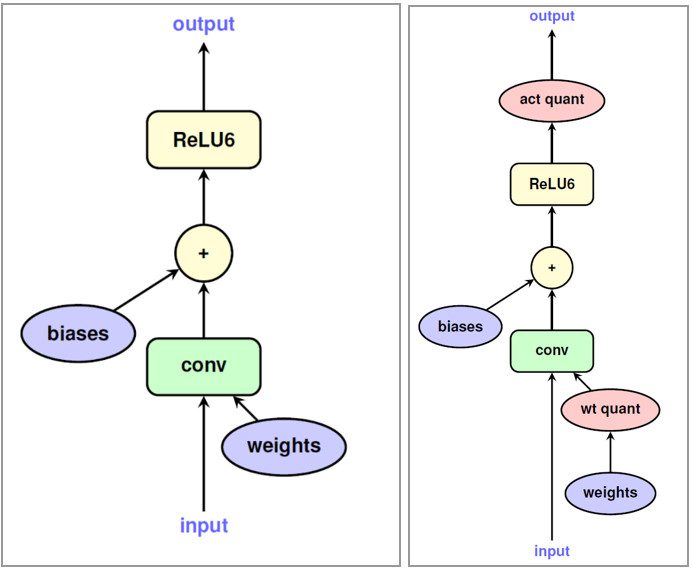 output
ReLU6
+
biases
conv
weights
input
output
act quant
ReLU6
+
biases
conv
wt quant
weights
input